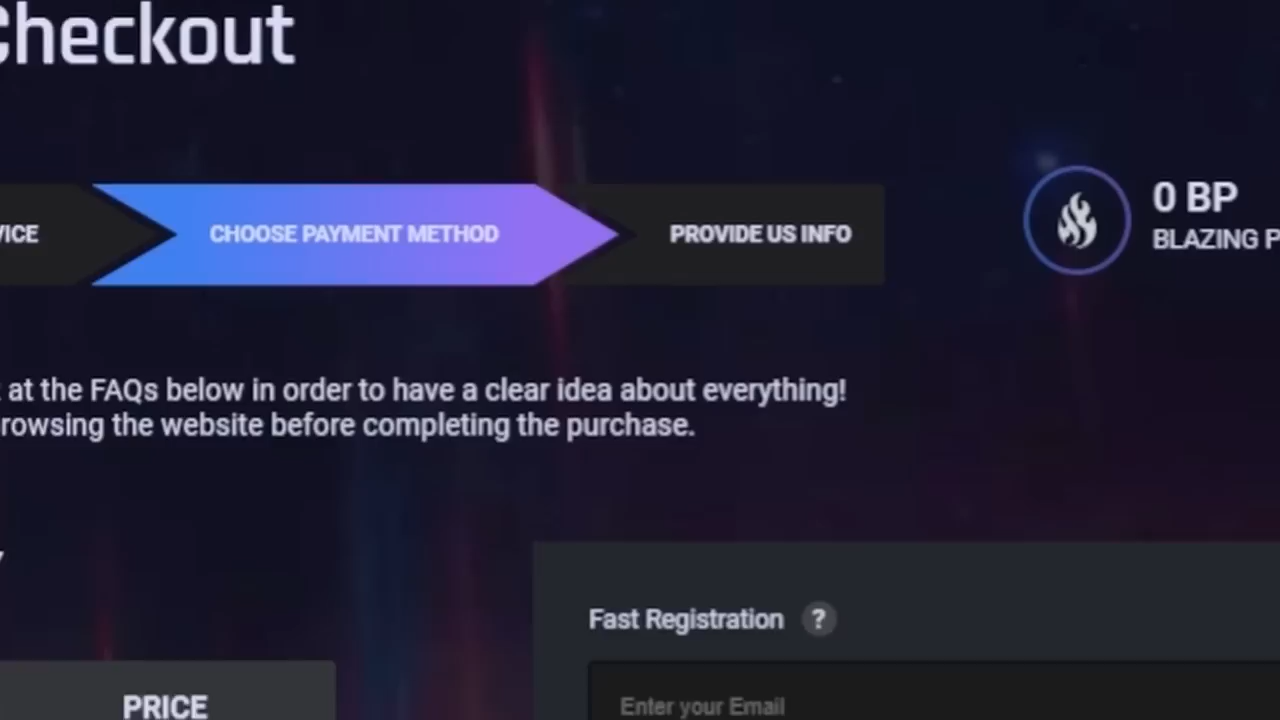 Checkout
VICE
CHOOSE PAYMENT METHOD
PROVIDE US INFO
0 BP
BLAZING P
at the FAQs below in order to have a clear idea about everything!
rowsing the website before completing the purchase.
Fast Registration ?
PRICE
Enter your Email